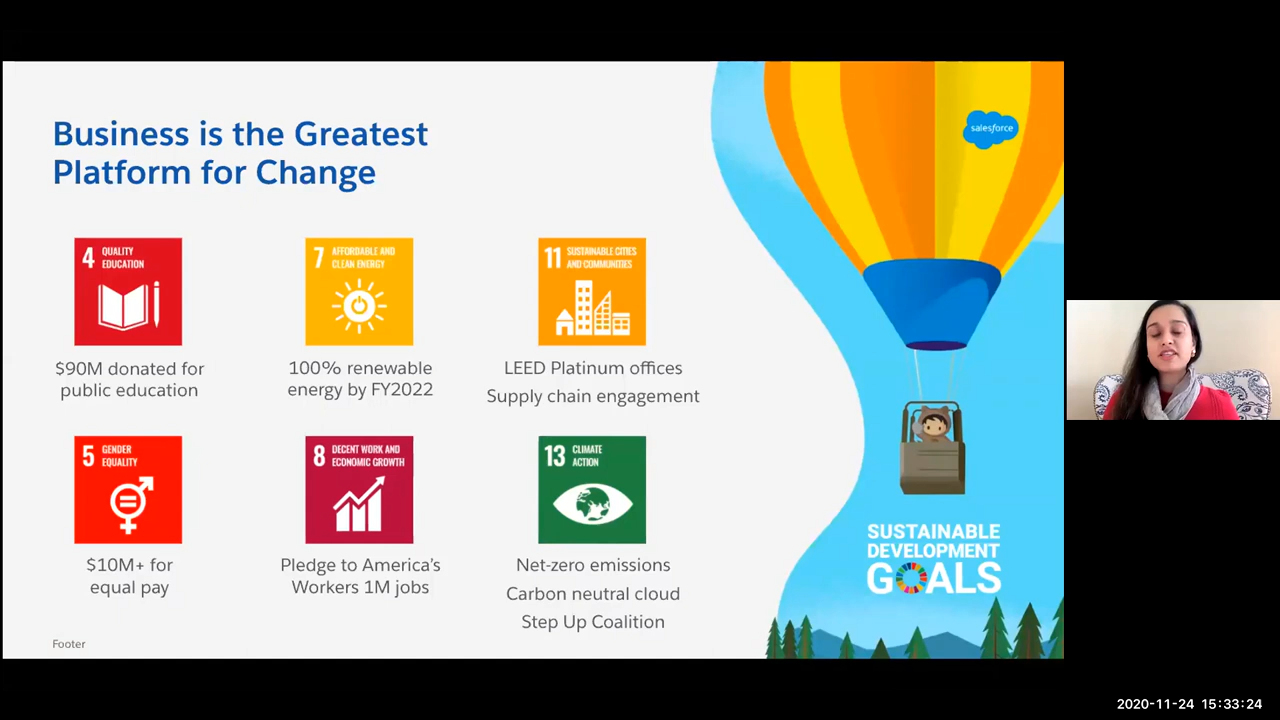 Business is the Greatest
Platform for Change
salesforce
4 QUALITY
EDUCATION
$90M donated for
public education
7 AFFORDABLE AND
CLEAN ENERGY
100% renewable
energy by FY2022
11 SUSTAINABLE CITIES
AND COMMUNITIES
LEED Platinum offices
Supply chain engagement
5 GENDER
EQUALITY
$10M+ for
equal pay
8 DECENT WORK AND
ECONOMIC GROWTH
Pledge to America’s
Workers 1M jobs
13 CLIMATE
ACTION
Net-zero emissions
Carbon neutral cloud
Step Up Coalition
SUSTAINABLE
DEVELOPMENT
GOALS
Footer
2020-11-24 15:33:24